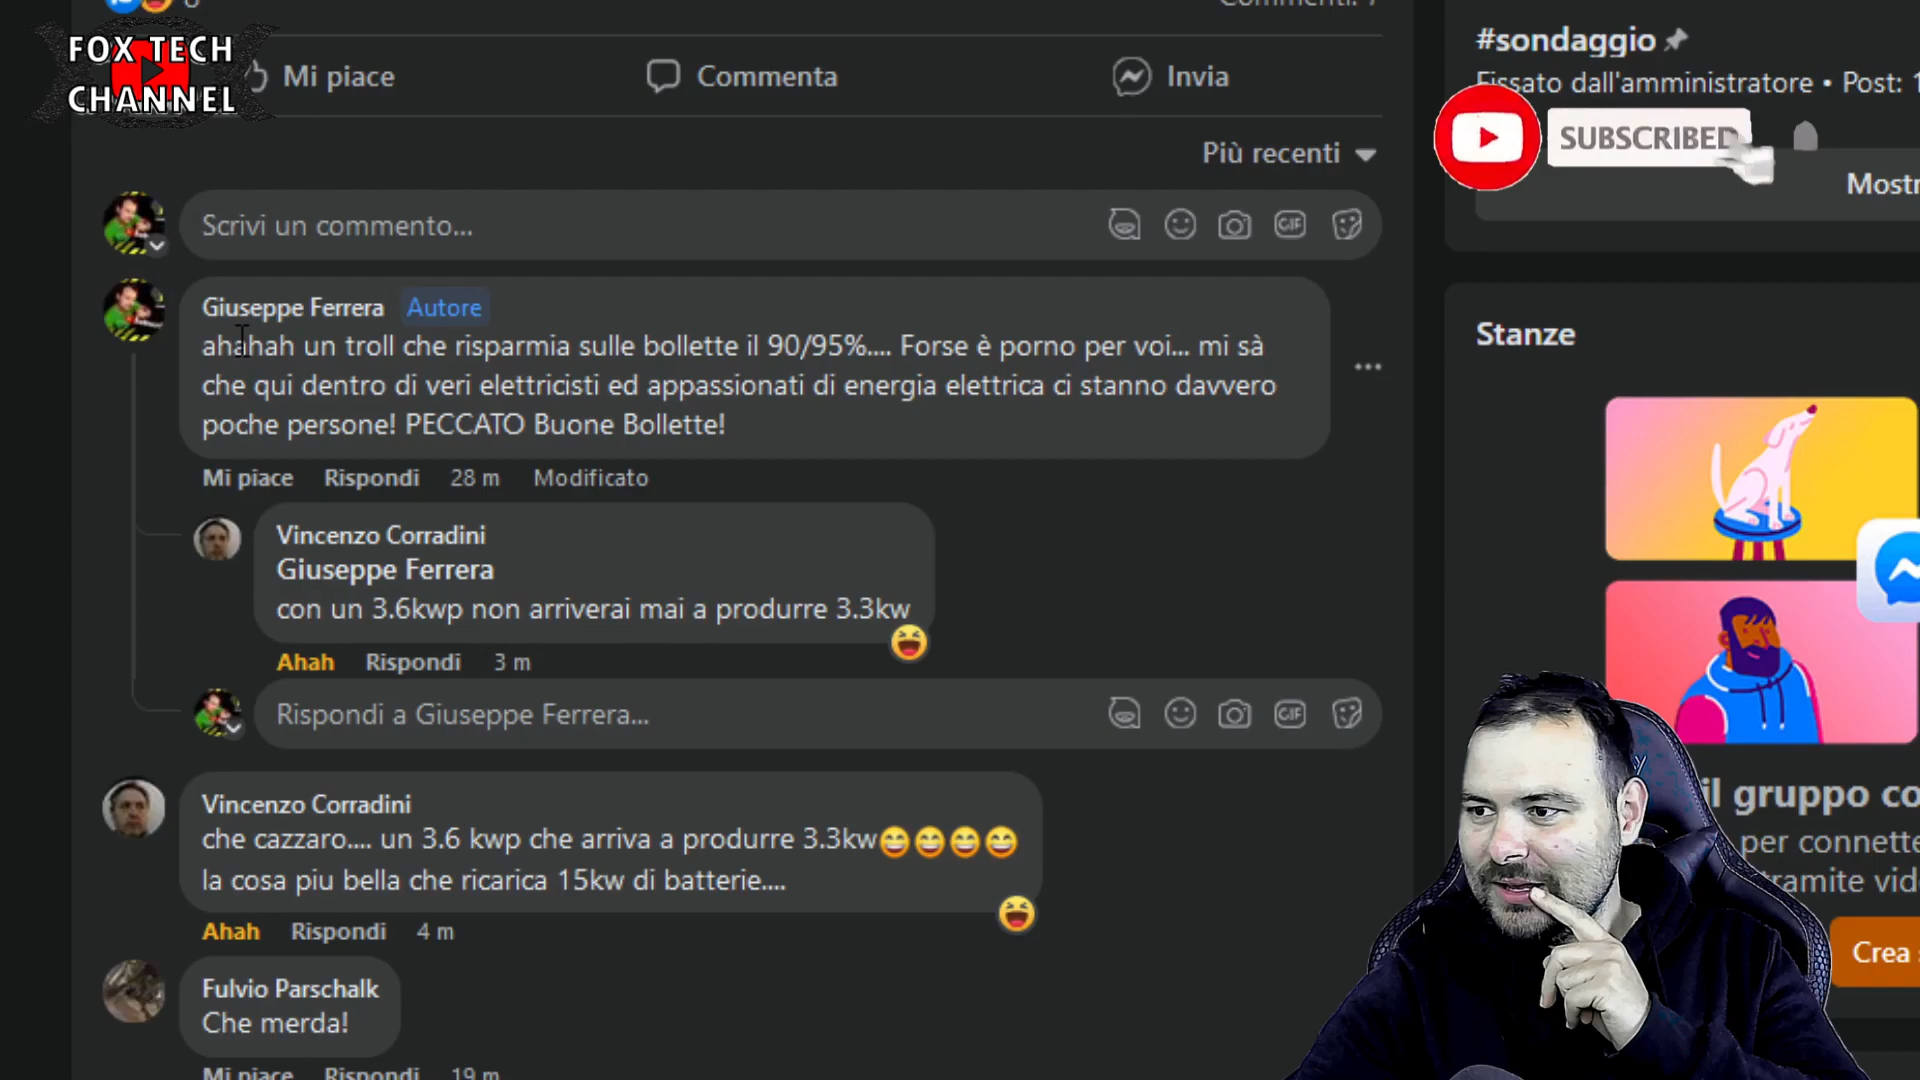 FOX TECH
CHANNEL
Mi piace
Commenta
Invia
Più recenti
Scrivi un commento...
Giuseppe Ferrera Autore
ahahah un troll che risparmia sulle bollette il 90/95%.... Forse è porno per voi... mi sà
che qui dentro di veri elettricisti ed appassionati di energia elettrica ci stanno davvero
poche persone! PECCATO Buone Bollette!
Mi piace Rispondi 28 m Modificato
Vincenzo Corradini
Giuseppe Ferrera
con un 3.6kwp non arriverai mai a produrre 3.3kw
Ahah Rispondi 3 m
Rispondi a Giuseppe Ferrera...
Vincenzo Corradini
che cazzaro.... un 3.6 kwp che arriva a produrre 3.3kw😄😄😄😄
la cosa piu bella che ricarica 15kw di batterie....
Ahah Rispondi 4 m
Fulvio Parschalk
Che merda!
Mi piace Rispondi 19 m
#sondaggio
Fissato dall'amministratore • Post: 1
SUBSCRIBED
Mostr
Stanze
il gruppo co
per connette
tramite vid
Crea
GIF
GIF